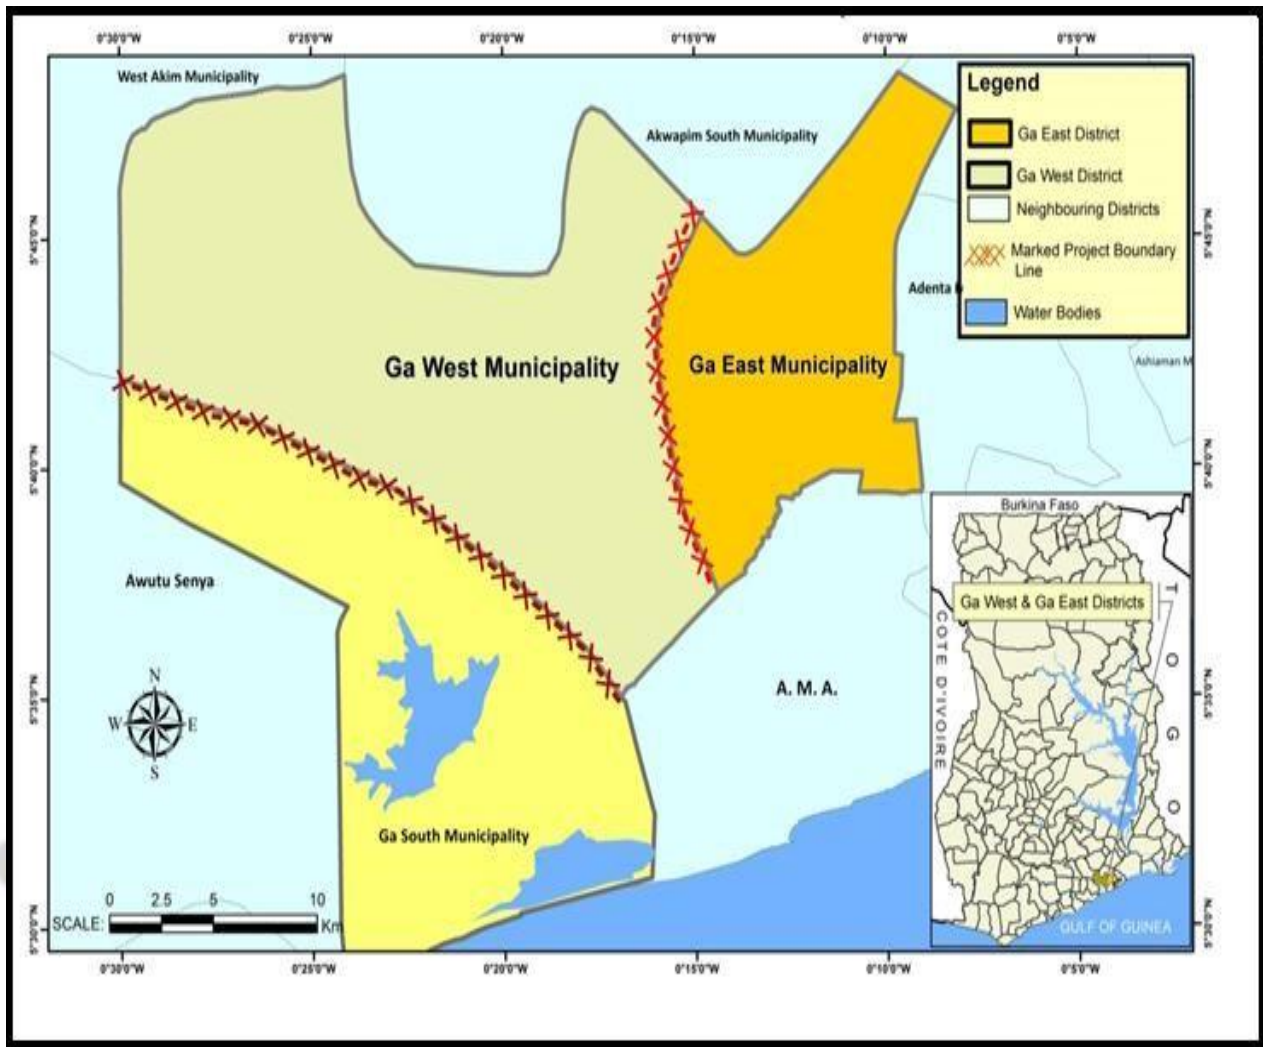 0°30'0"W 0°25'0"W 0°20'0"W 0°15'0"W 0°10'0"W 0°5'0"W
West Akim Municipality
Akwapim South Municipality
Legend
Ga East District
Ga West District
Neighbouring Districts
Marked Project Boundary
Line
Water Bodies
5°45'0"N
5°45'0"N
Adenta
Ga West Municipality
Ga East Municipality
Ashiaman M
5°40'0"N
5°40'0"N
Burkina Faso
Awutu Senya
Ga West & Ga East Districts
COTE D'IVOIRE
TOGO
N
W E
S
A. M. A.
5°35'0"N
5°35'0"N
Ga South Municipality
0 2.5 5 10
SCALE: Km
GULF OF GUINEA
5°30'0"N
5°30'0"N
0°30'0"W 0°25'0"W 0°20'0"W 0°15'0"W 0°10'0"W 0°5'0"W